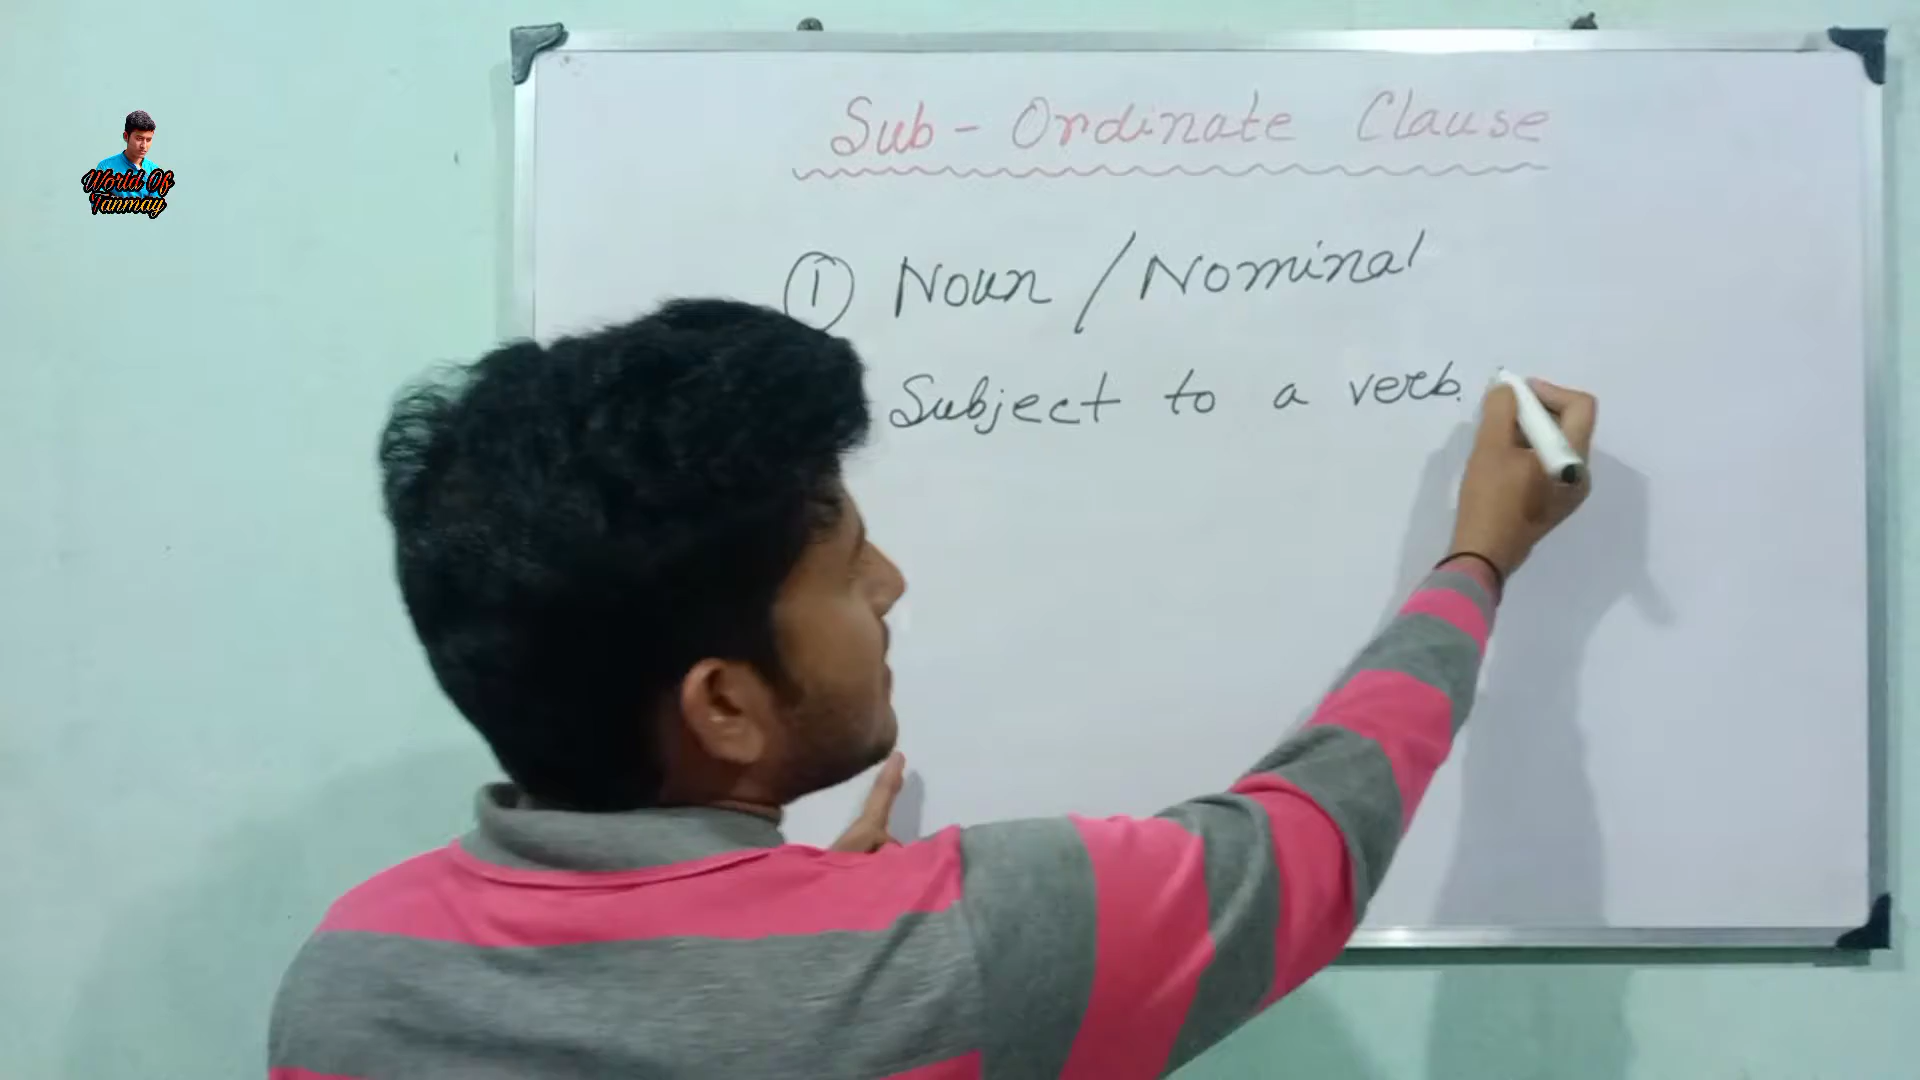 World Of
Tanmay
Sub - Ordinate Clause
① Noun / Nominal
Subject to a verb.